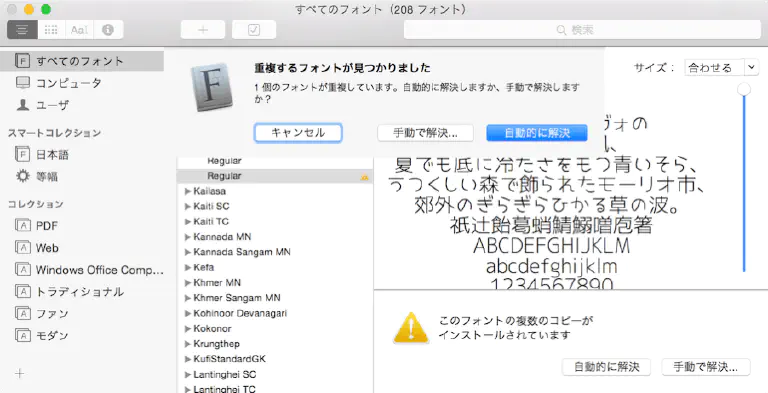 すべてのフォント（208 フォント）
Aa
検索
すべてのフォント
コンピュータ
ユーザ
スマートコレクション
日本語
等幅
コレクション
PDF
Web
Windows Office Comp...
トラディショナル
ファン
モダン
重複するフォントが見つかりました
1 個のフォントが重複しています。自動的に解決しますか、手動で解決します
か？
キャンセル
手動で解決...
自動的に解決
Regular
Regular
Kailasa
Kaiti SC
Kaiti TC
Kannada MN
Kannada Sangam MN
Kefa
Khmer MN
Khmer Sangam MN
Kohinoor Devanagari
Kokonor
Krungthep
KufiStandardGK
Lantinghei SC
Lantinghei TC
サイズ：
合わせる
ヴォの
夏でも底に冷たさをもつ青いそら、
うつくしい森で飾られたモーリオ市、
郊外のぎらぎらひかる草の波。
祇辻飴葛蛸鯖鰯噌庖箸
ABCDEFGHIJKLM
abcdefghijklm
1234567890
このフォントの複数のコピーが
インストールされています
自動的に解決
手動で解決...